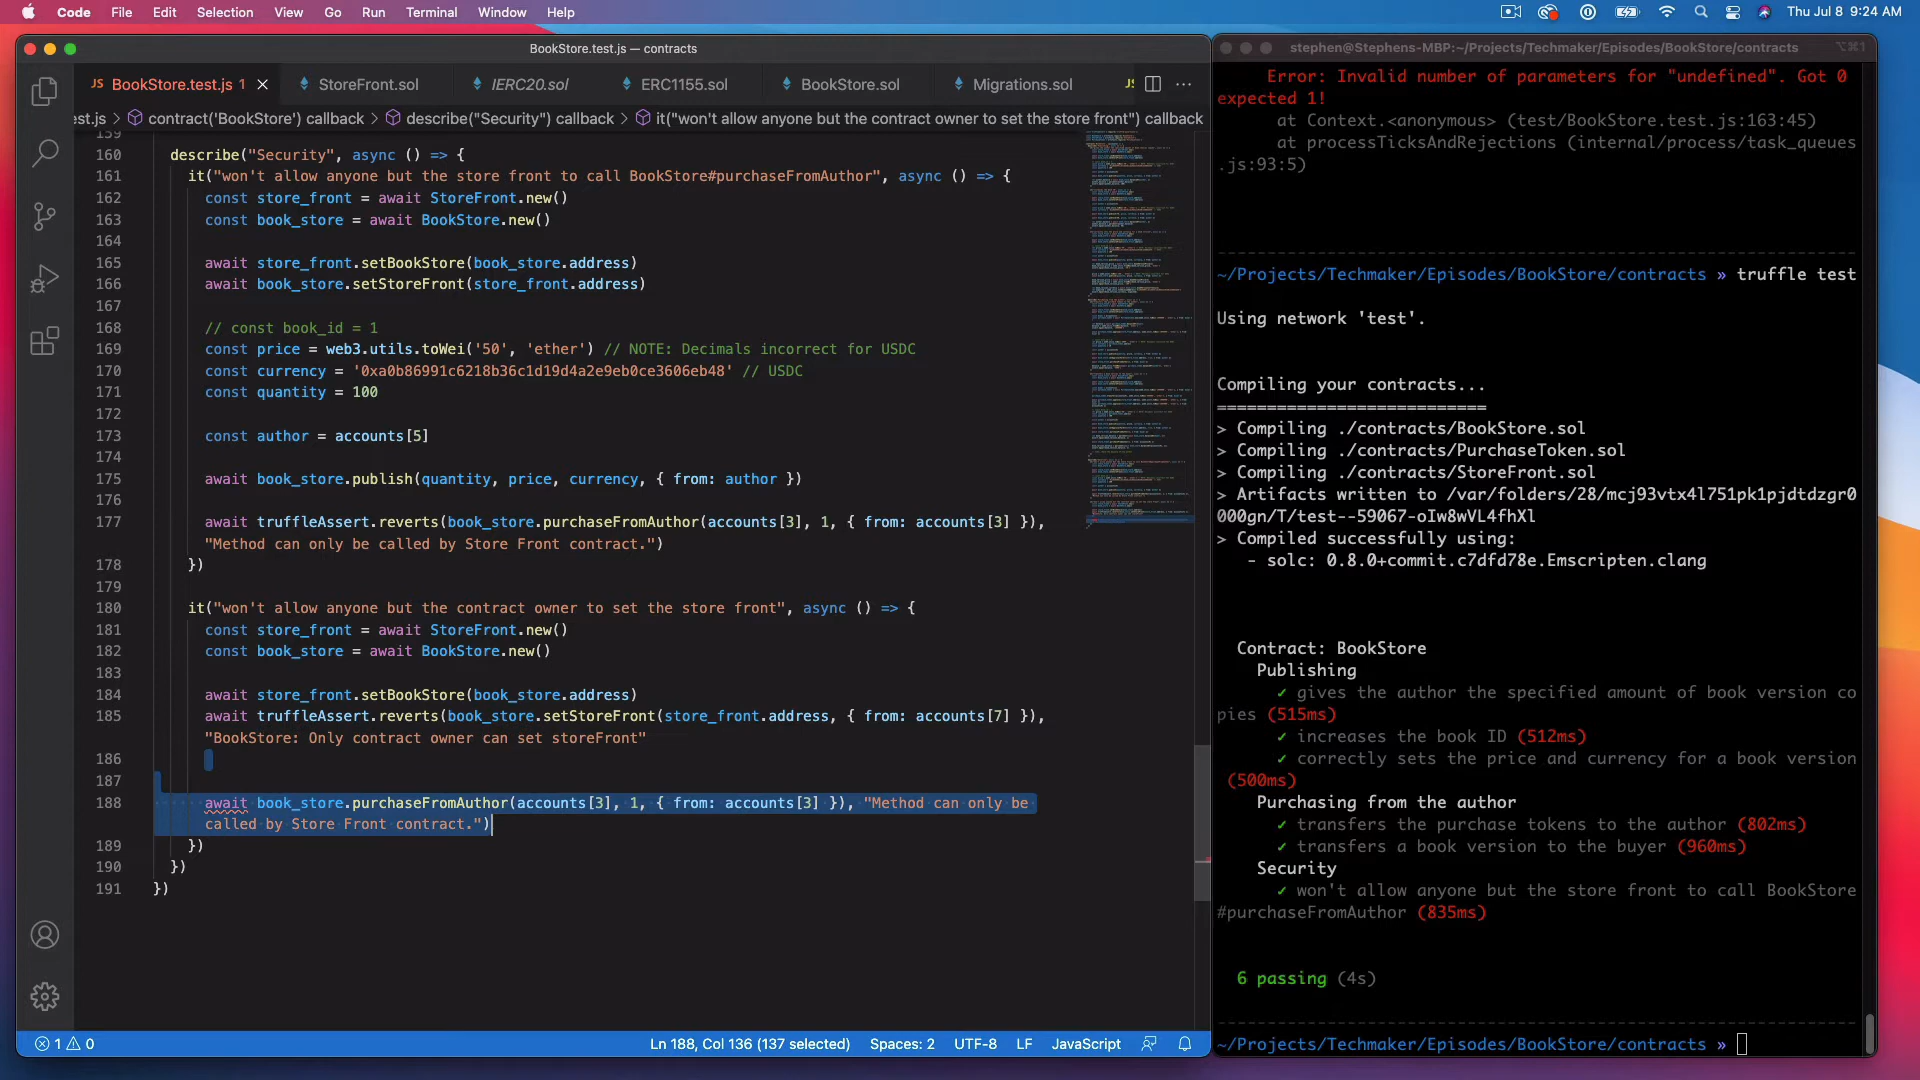 Code File Edit Selection View Go Run Terminal Window Help
Thu Jul 8 9:24 AM
BookStore.test.js — contracts
JS BookStore.test.js 1
StoreFront.sol
IERC20.sol
ERC1155.sol
BookStore.sol
Migrations.sol
JS
est.js > contract('BookStore') callback > describe("Security") callback > it("won't allow anyone but the contract owner to set the store front") callback
159
160 describe("Security", async () => {
161 it("won't allow anyone but the store front to call BookStore#purchaseFromAuthor", async () => {
162 const store_front = await StoreFront.new()
163 const book_store = await BookStore.new()
164
165 await store_front.setBookStore(book_store.address)
166 await book_store.setStoreFront(store_front.address)
167
168 // const book_id = 1
169 const price = web3.utils.toWei('50', 'ether') // NOTE: Decimals incorrect for USDC
170 const currency = '0xa0b86991c6218b36c1d19d4a2e9eb0ce3606eb48' // USDC
171 const quantity = 100
172
173 const author = accounts[5]
174
175 await book_store.publish(quantity, price, currency, { from: author })
176
177 await truffleAssert.reverts(book_store.purchaseFromAuthor(accounts[3], 1, { from: accounts[3] }),
"Method can only be called by Store Front contract.")
178 })
179
180 it("won't allow anyone but the contract owner to set the store front", async () => {
181 const store_front = await StoreFront.new()
182 const book_store = await BookStore.new()
183
184 await store_front.setBookStore(book_store.address)
185 await truffleAssert.reverts(book_store.setStoreFront(store_front.address, { from: accounts[7] }),
"BookStore: Only contract owner can set storeFront"
186
187
188 await book_store.purchaseFromAuthor(accounts[3], 1, { from: accounts[3] }), "Method can only be
called by Store Front contract.")
189 })
190 })
191 })
1 0
Ln 188, Col 136 (137 selected) Spaces: 2 UTF-8 LF JavaScript
stephen@Stephens-MBP:~/Projects/Techmaker/Episodes/BookStore/contracts ⌥⌘1
Error: Invalid number of parameters for "undefined". Got 0
expected 1!
at Context.<anonymous> (test/BookStore.test.js:163:45)
at processTicksAndRejections (internal/process/task_queues
.js:93:5)
~/Projects/Techmaker/Episodes/BookStore/contracts » truffle test
Using network 'test'.
Compiling your contracts...
===========================
> Compiling ./contracts/BookStore.sol
> Compiling ./contracts/PurchaseToken.sol
> Compiling ./contracts/StoreFront.sol
> Artifacts written to /var/folders/28/mcj93vtx4l751pk1pjdtdzgr0
000gn/T/test--59067-oIw8wVL4fhXl
> Compiled successfully using:
- solc: 0.8.0+commit.c7dfd78e.Emscripten.clang
Contract: BookStore
Publishing
✓ gives the author the specified amount of book version co
pies (515ms)
✓ increases the book ID (512ms)
✓ correctly sets the price and currency for a book version
(500ms)
Purchasing from the author
✓ transfers the purchase tokens to the author (802ms)
✓ transfers a book version to the buyer (960ms)
Security
✓ won't allow anyone but the store front to call BookStore
#purchaseFromAuthor (835ms)
6 passing (4s)
~/Projects/Techmaker/Episodes/BookStore/contracts »